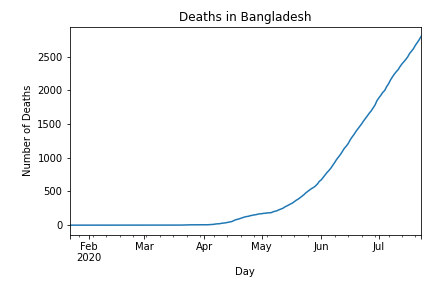 Deaths in Bangladesh
Number of Deaths
2500
2000
1500
1000
500
0
Feb Mar Apr May Jun Jul
2020
Day